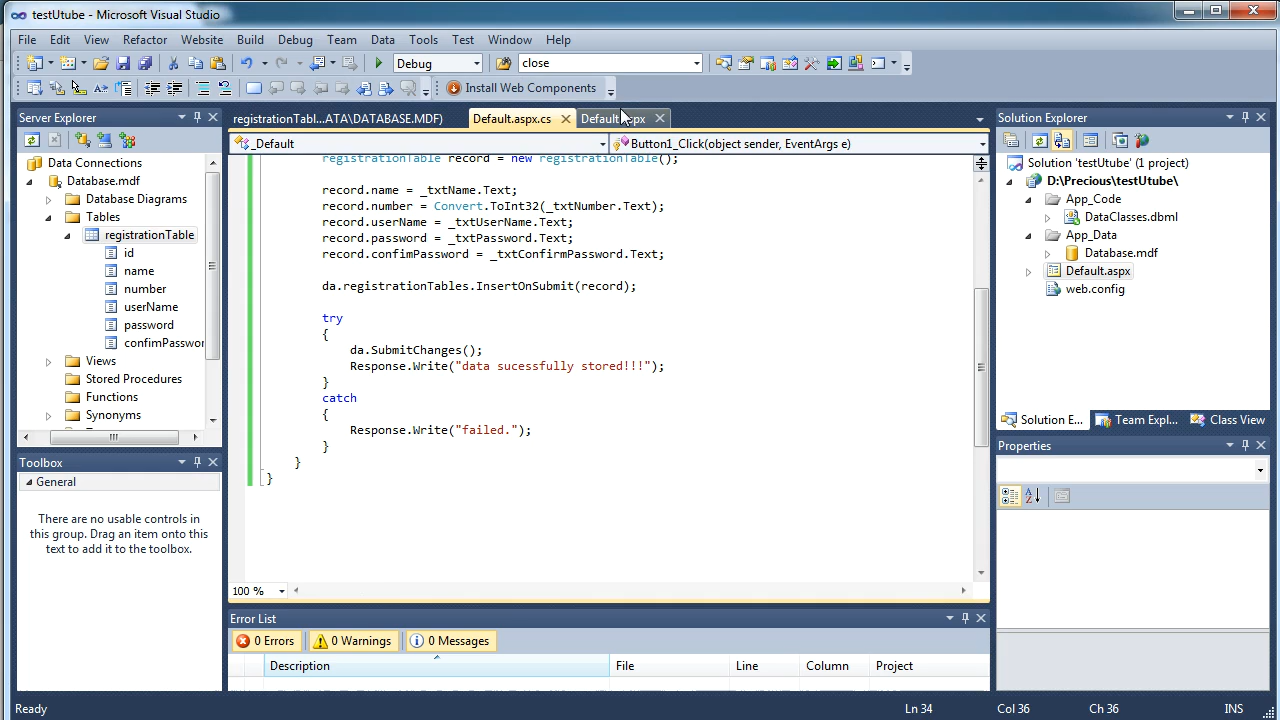 testUtube - Microsoft Visual Studio
File Edit View Refactor Website Build Debug Team Data Tools Test Window Help
Debug close
Install Web Components
Server Explorer
Data Connections
Database.mdf
Database Diagrams
Tables
registrationTable
id
name
number
userName
password
confimPasswor
Views
Stored Procedures
Functions
Synonyms
Toolbox
General
There are no usable controls in
this group. Drag an item onto this
text to add it to the toolbox.
registrationTabl...ATA\DATABASE.MDF) Default.aspx.cs
_Default Button1_Click(object sender, EventArgs e)
registrationTable record = new registrationTable();
record.name = _txtName.Text;
record.number = Convert.ToInt32(_txtNumber.Text);
record.userName = _txtUserName.Text;
record.password = _txtPassword.Text;
record.confimPassword = _txtConfirmPassword.Text;
da.registrationTables.InsertOnSubmit(record);
try
{
da.SubmitChanges();
Response.Write("data sucessfully stored!!!");
}
catch
{
Response.Write("failed.");
}
}
}
100 %
Error List
0 Errors 0 Warnings 0 Messages
Description File Line Column Project
Solution Explorer
Solution 'testUtube' (1 project)
D:\Precious\testUtube\
App_Code
DataClasses.dbml
App_Data
Database.mdf
Default.aspx
web.config
Solution E... Team Expl... Class View
Properties
Ready Ln 34 Col 36 Ch 36 INS